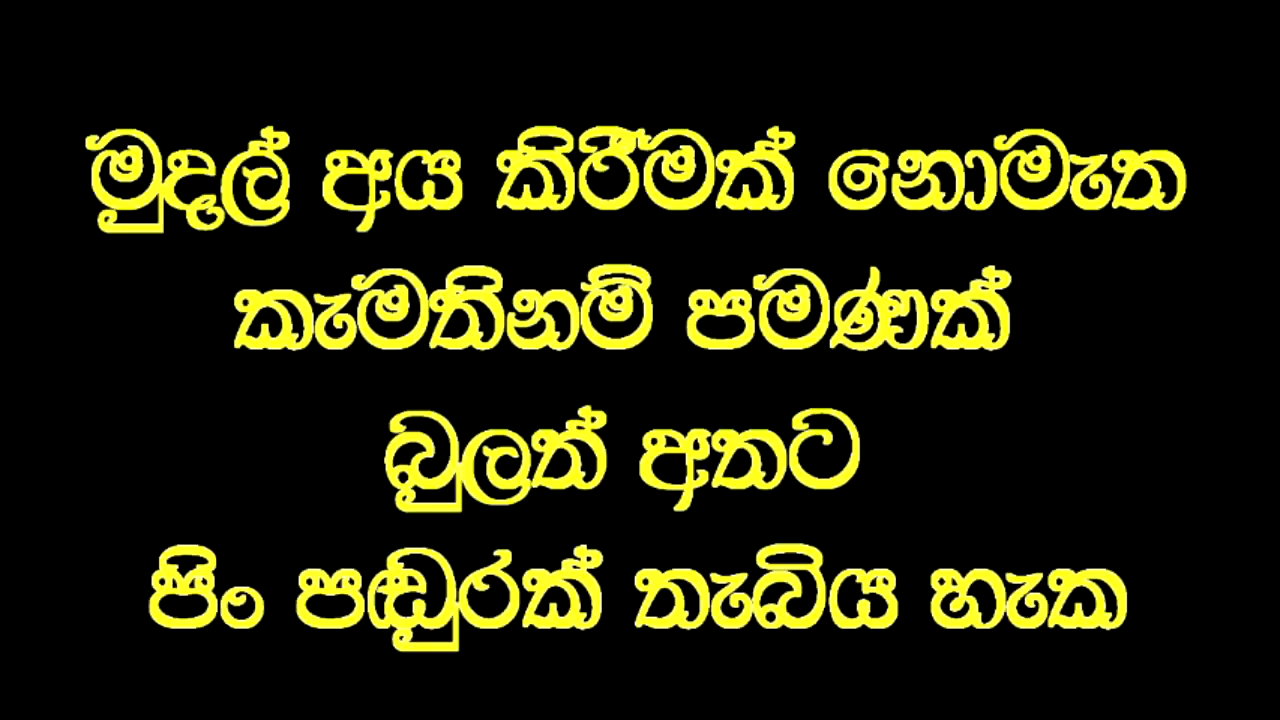 මුදල් අය කිරීමක් නොමැත
කැමතිනම් පමණක්
බුලත් අතට
පිං පඬුරක් තැබිය හැක